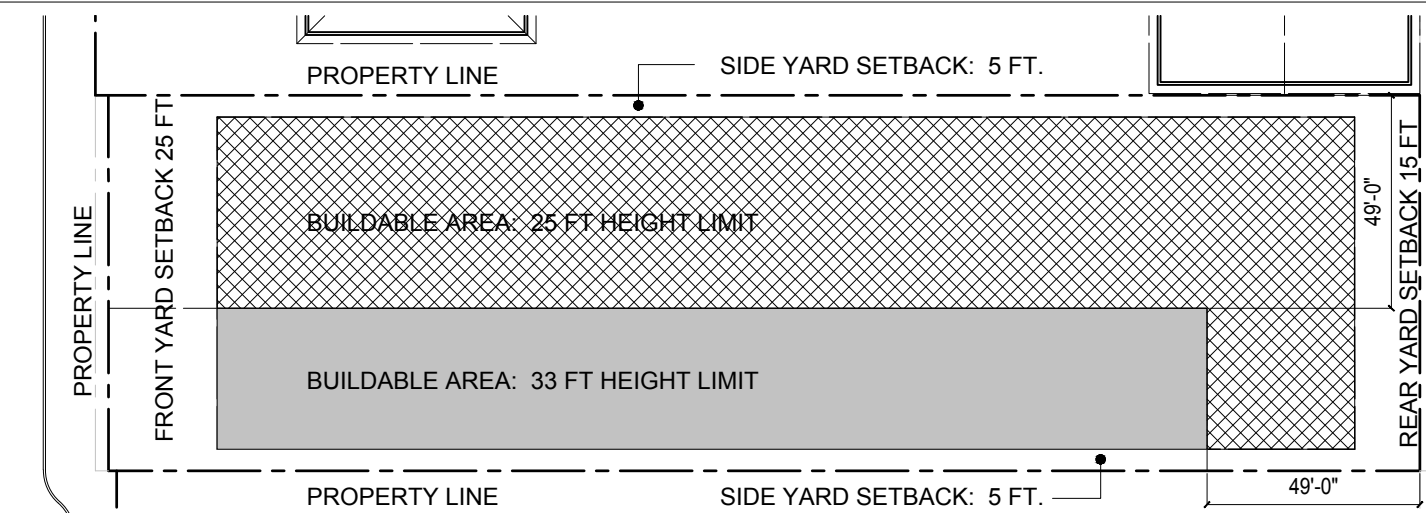 PROPERTY LINE
SIDE YARD SETBACK: 5 FT.
PROPERTY LINE
FRONT YARD SETBACK 25 FT
BUILDABLE AREA: 25 FT HEIGHT LIMIT
49'-0"
REAR YARD SETBACK 15 FT
BUILDABLE AREA: 33 FT HEIGHT LIMIT
PROPERTY LINE
SIDE YARD SETBACK: 5 FT.
49'-0"